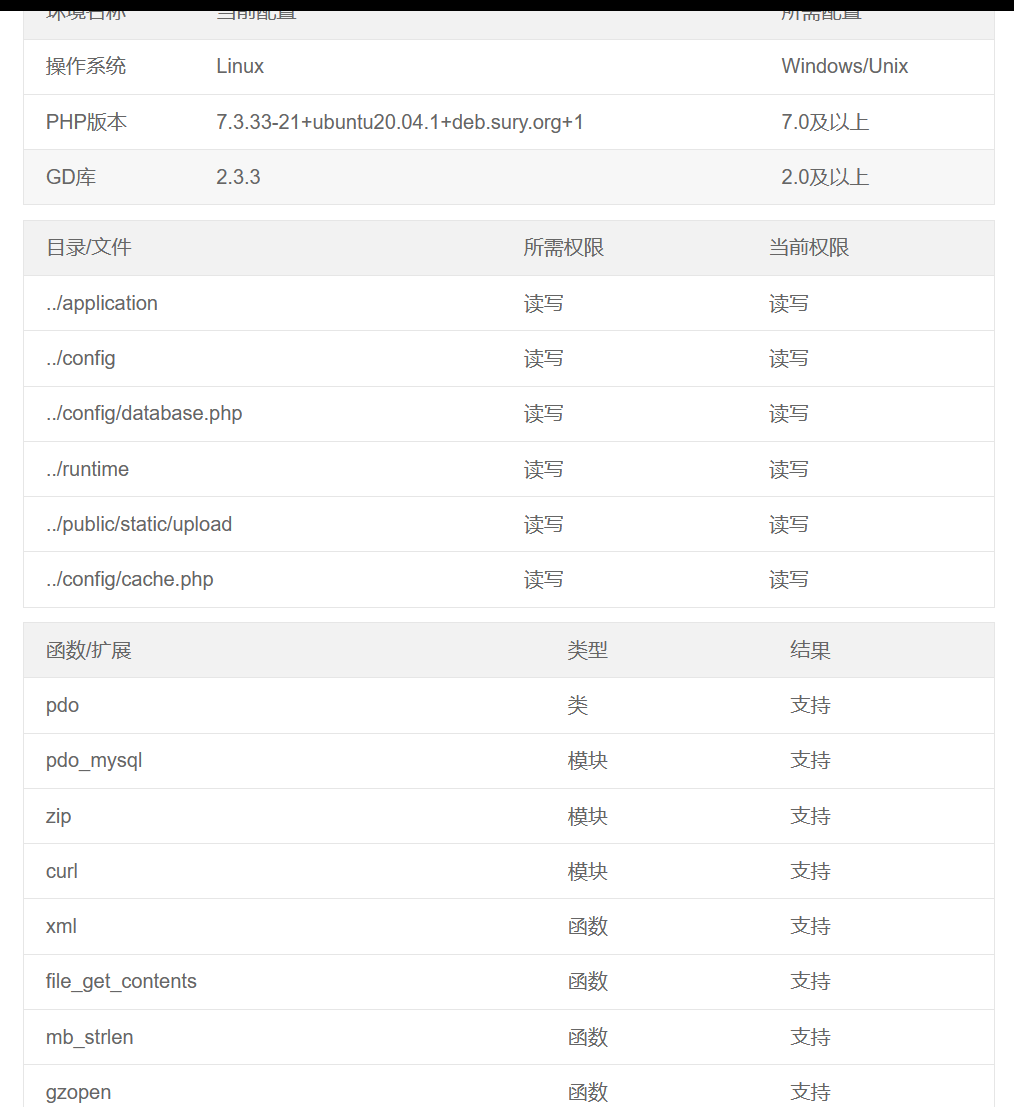 环境名称 当前配置 所需配置
操作系统 Linux Windows/Unix
PHP版本 7.3.33-21+ubuntu20.04.1+deb.sury.org+1 7.0及以上
GD库 2.3.3 2.0及以上
目录/文件 所需权限 当前权限
../application 读写 读写
../config 读写 读写
../config/database.php 读写 读写
../runtime 读写 读写
../public/static/upload 读写 读写
../config/cache.php 读写 读写
函数/扩展 类型 结果
pdo 类 支持
pdo_mysql 模块 支持
zip 模块 支持
curl 模块 支持
xml 函数 支持
file_get_contents 函数 支持
mb_strlen 函数 支持
gzopen 函数 支持